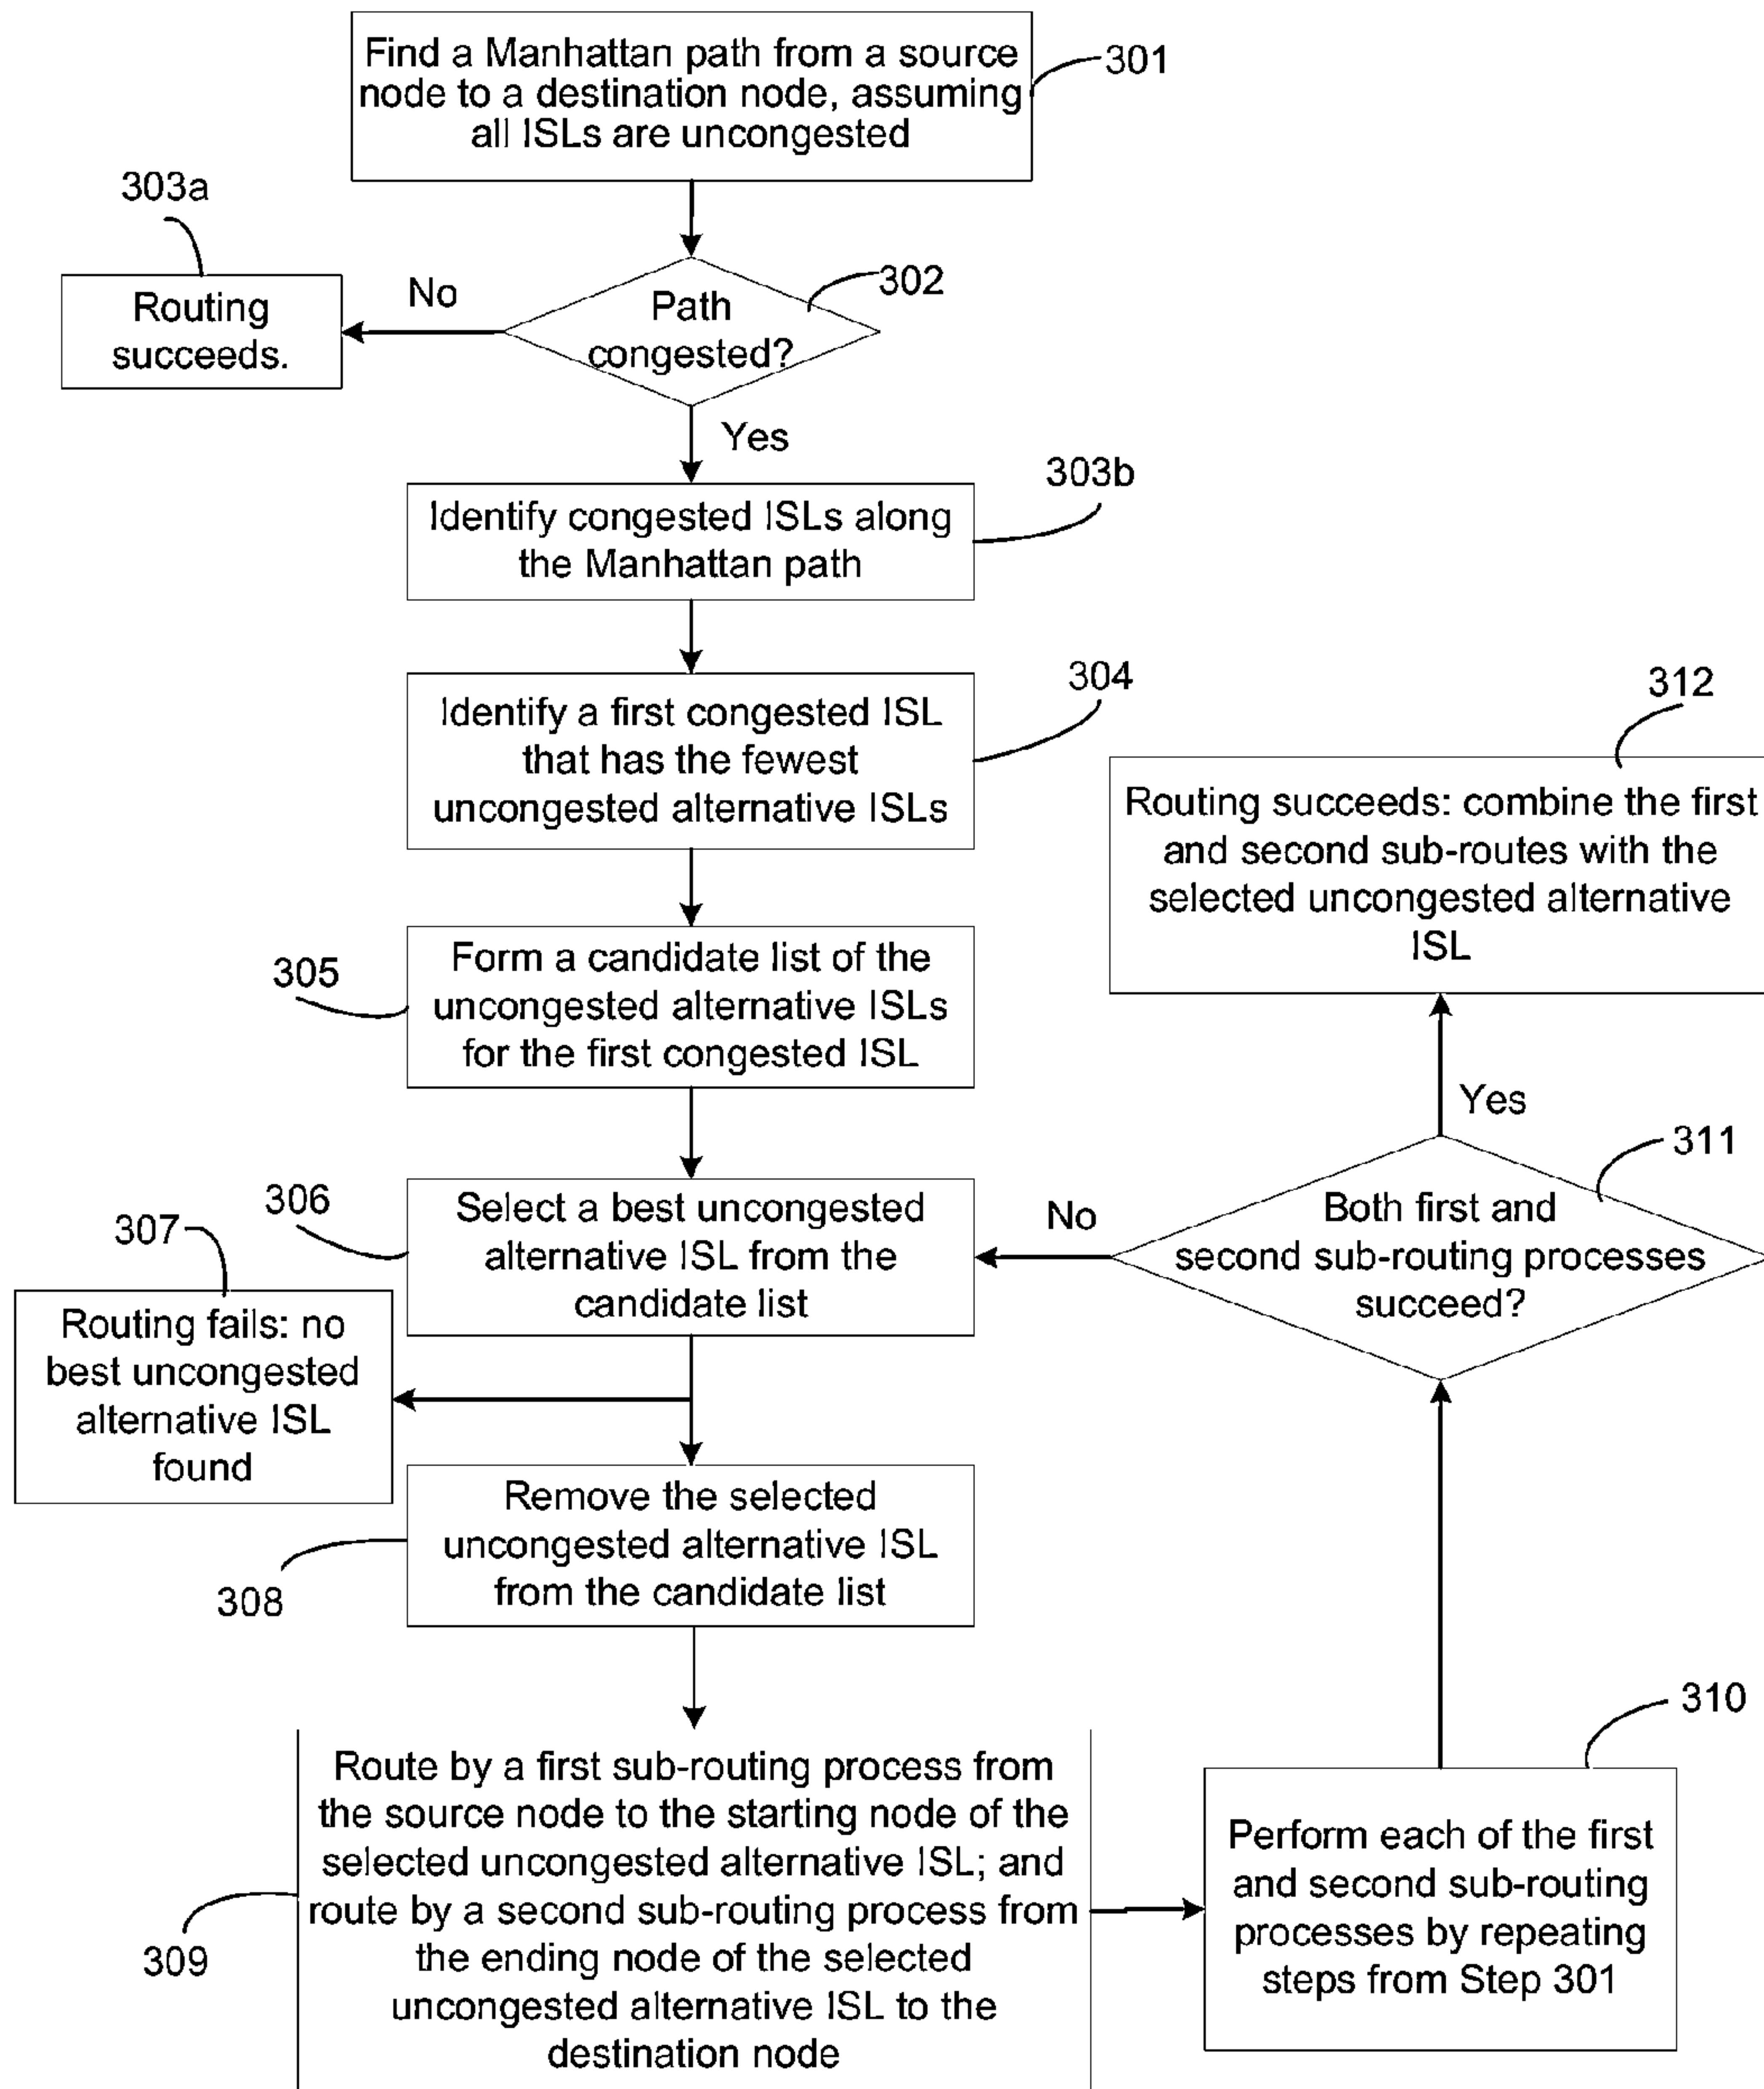 Find a Manhattan path from a source
node to a destination node, assuming
all ISLs are uncongested
301
303a
Routing
succeeds.
No
Path
congested?
302
Yes
Identify congested ISLs along
the Manhattan path
303b
Identify a first congested ISL
that has the fewest
uncongested alternative ISLs
304
305
Form a candidate list of the
uncongested alternative ISLs
for the first congested ISL
306
Select a best uncongested
alternative ISL from the
candidate list
307
Routing fails: no
best uncongested
alternative ISL
found
308
Remove the selected
uncongested alternative ISL
from the candidate list
309
Route by a first sub-routing process from
the source node to the starting node of the
selected uncongested alternative ISL; and
route by a second sub-routing process from
the ending node of the selected
uncongested alternative ISL to the
destination node
310
Perform each of the first
and second sub-routing
processes by repeating
steps from Step 301
311
Both first and
second sub-routing processes
succeed?
No
Yes
312
Routing succeeds: combine the first
and second sub-routes with the
selected uncongested alternative
ISL